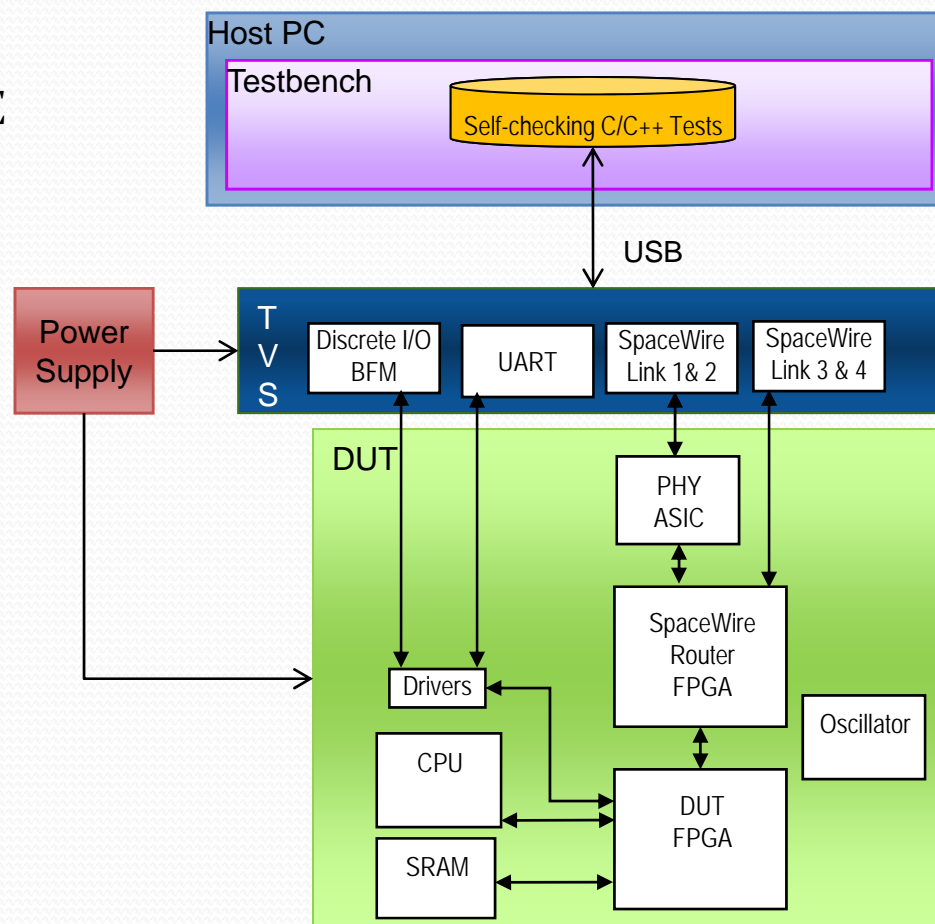 Host PC
Testbench
Self-checking C/C++ Tests
USB
Power
Supply
T
V
S
Discrete I/O
BFM
UART
SpaceWire
Link 1& 2
SpaceWire
Link 3 & 4
DUT
PHY
ASIC
SpaceWire
Router
FPGA
Drivers
Oscillator
CPU
DUT
FPGA
SRAM